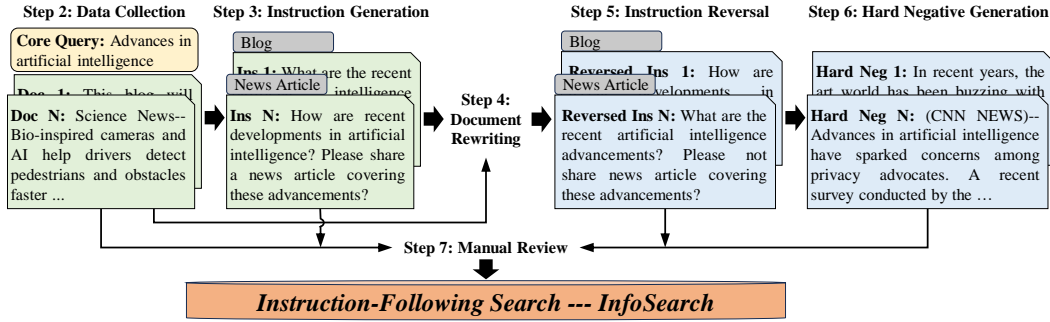 Step 2: Data Collection
Core Query: Advances in
artificial intelligence
Doc 1: This blog will
Doc N: Science News--
Bio-inspired cameras and
AI help drivers detect
pedestrians and obstacles
faster ...
Step 3: Instruction Generation
Blog
Ins 1: What are the recent
intelligence
News Article
Ins N: How are recent
developments in artificial
intelligence? Please share
a news article covering
these advancements?
Step 4:
Document
Rewriting
Step 5: Instruction Reversal
Blog
Reversed Ins 1: How are
developments in
News Article
Reversed Ins N: What are the
recent artificial intelligence
advancements? Please not
share news article covering
these advancements?
Step 6: Hard Negative Generation
Hard Neg 1: In recent years, the
art world has been buzzing with
Hard Neg N: (CNN NEWS)--
Advances in artificial intelligence
have sparked concerns among
privacy advocates. A recent
survey conducted by the …
Step 7: Manual Review
Instruction-Following Search --- InfoSearch